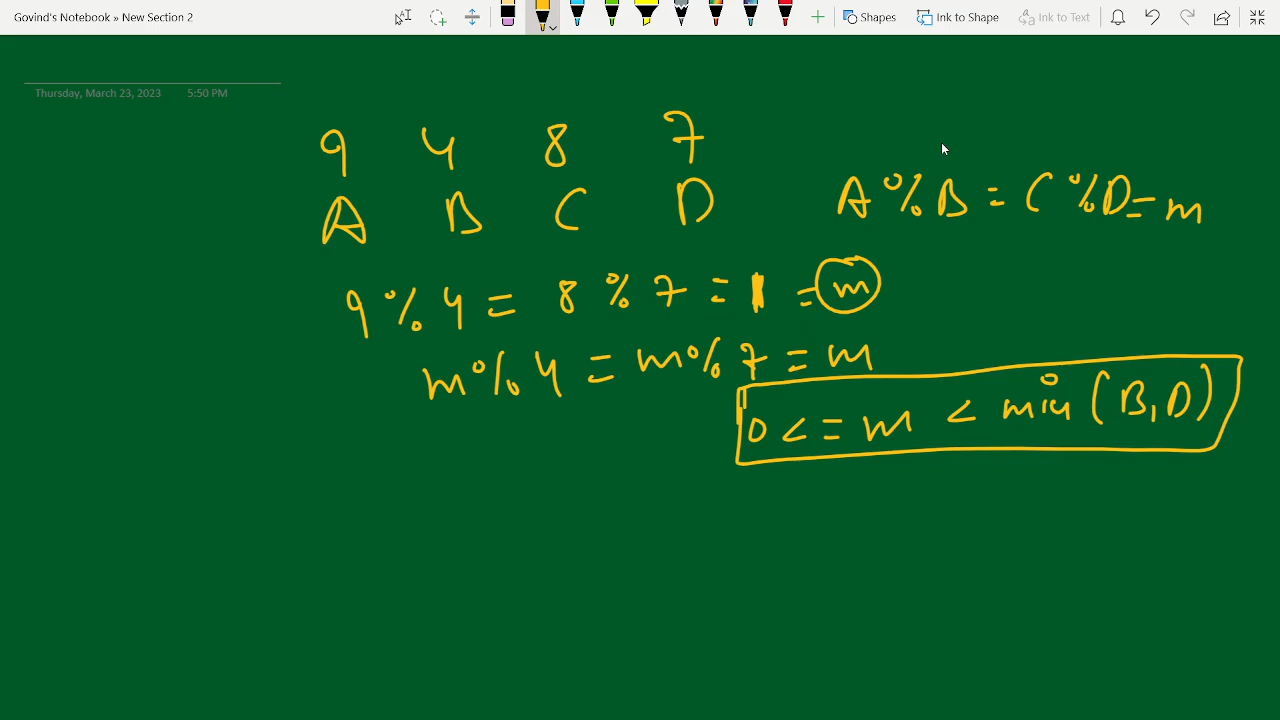 Govind's Notebook » New Section 2
Shapes Ink to Shape Ink to Text
Thursday, March 23, 2023 5:50 PM
9 4 8 7
A B C D
A % B = C % D = m
9 % 4 = 8 % 7 = 1 = m
m % 4 = m % 7 = m
0 < = m < min (B, D)